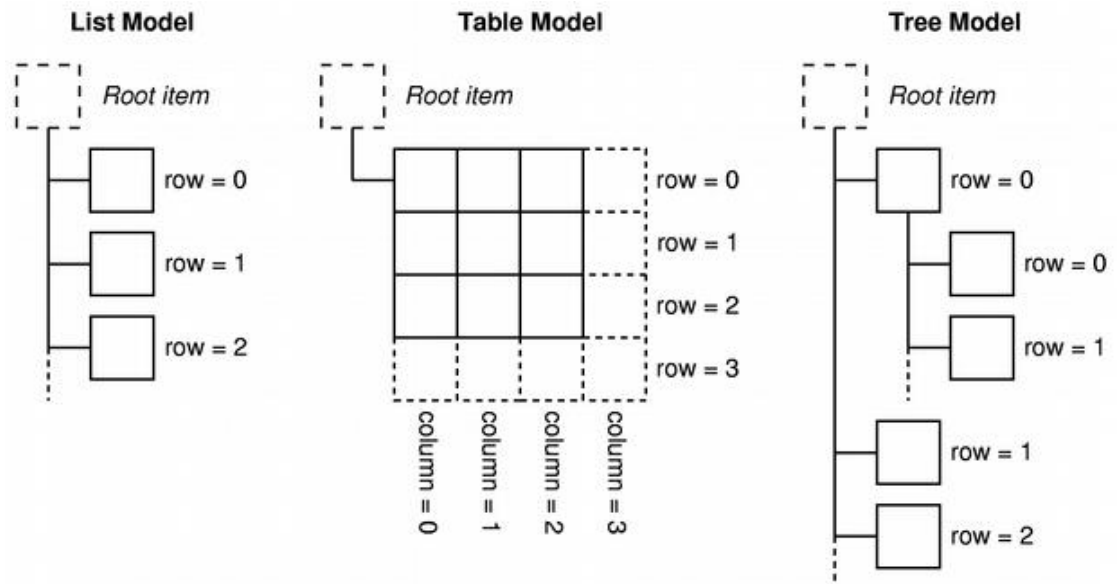 List Model
Table Model
Tree Model
Root item
row = 0
row = 1
row = 2
Root item
row = 0
row = 1
row = 2
row = 3
column = 0
column = 1
column = 2
column = 3
Root item
row = 0
row = 0
row = 1
row = 1
row = 2